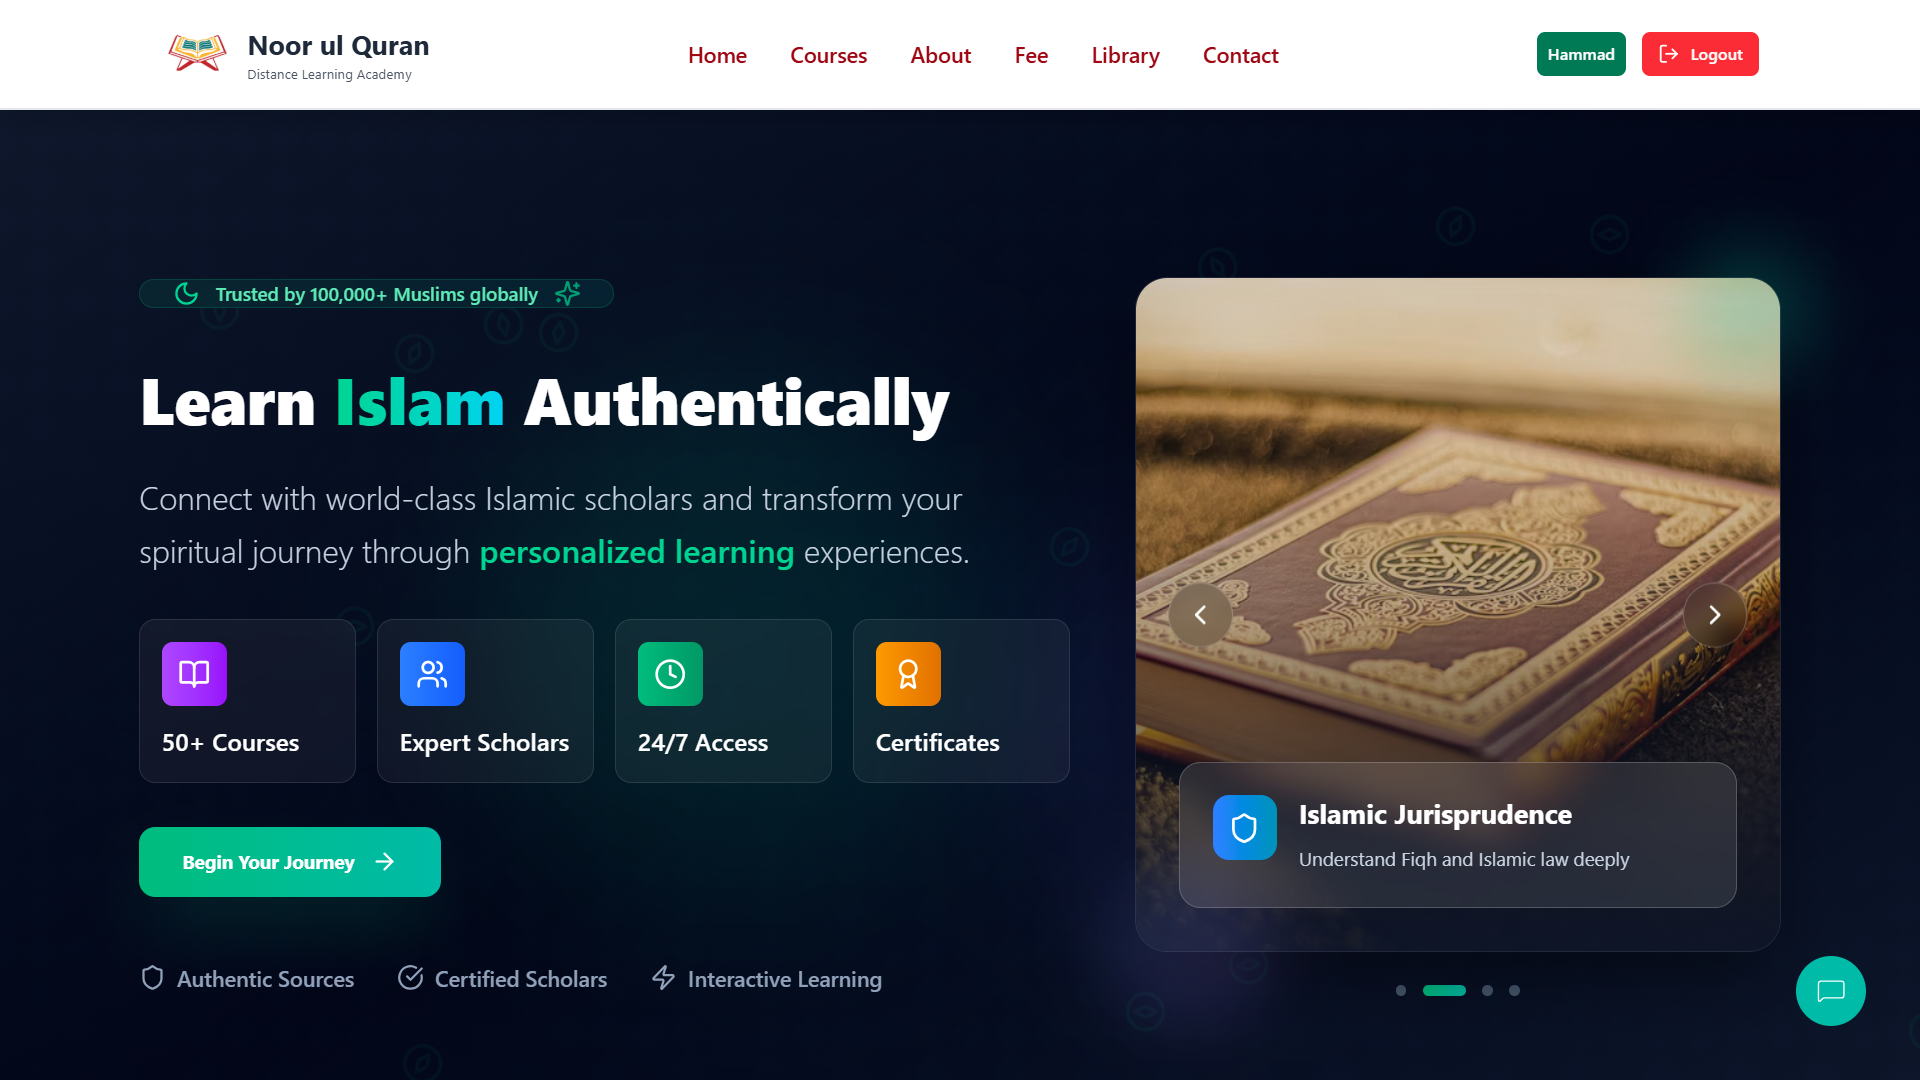 Noor ul Quran
Distance Learning Academy
Home
Courses
About
Fee
Library
Contact
Hammad
Logout
Trusted by 100,000+ Muslims globally
Learn Islam Authentically
Connect with world-class Islamic scholars and transform your
spiritual journey through personalized learning experiences.
50+ Courses
Expert Scholars
24/7 Access
Certificates
Begin Your Journey
Authentic Sources
Certified Scholars
Interactive Learning
Islamic Jurisprudence
Understand Fiqh and Islamic law deeply